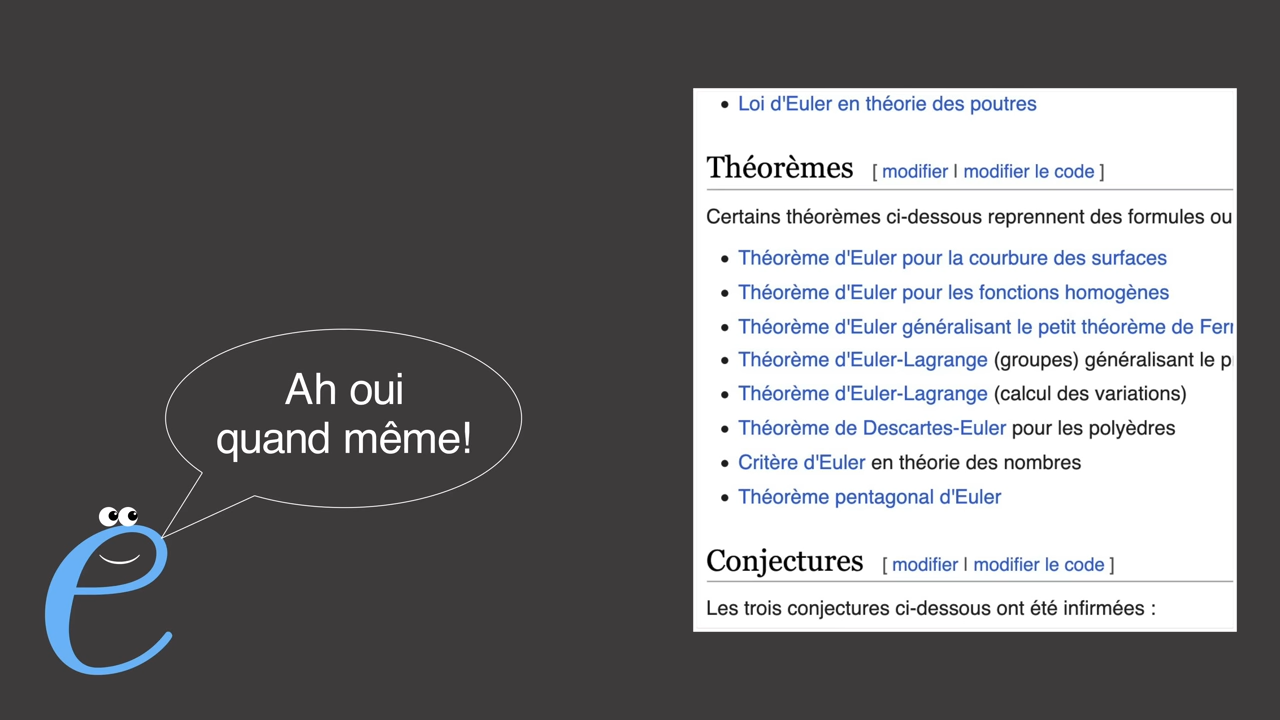 Ah oui
quand même!
Loi d'Euler en théorie des poutres
Théorèmes [ modifier | modifier le code ]
Certains théorèmes ci-dessous reprennent des formules ou
Théorème d'Euler pour la courbure des surfaces
Théorème d'Euler pour les fonctions homogènes
Théorème d'Euler généralisant le petit théorème de
Théorème d'Euler-Lagrange (groupes) généralisant le
Théorème d'Euler-Lagrange (calcul des variations)
Théorème de Descartes-Euler pour les polyèdres
Critère d'Euler en théorie des nombres
Théorème pentagonal d'Euler
Conjectures [ modifier | modifier le code ]
Les trois conjectures ci-dessous ont été infirmées :
e